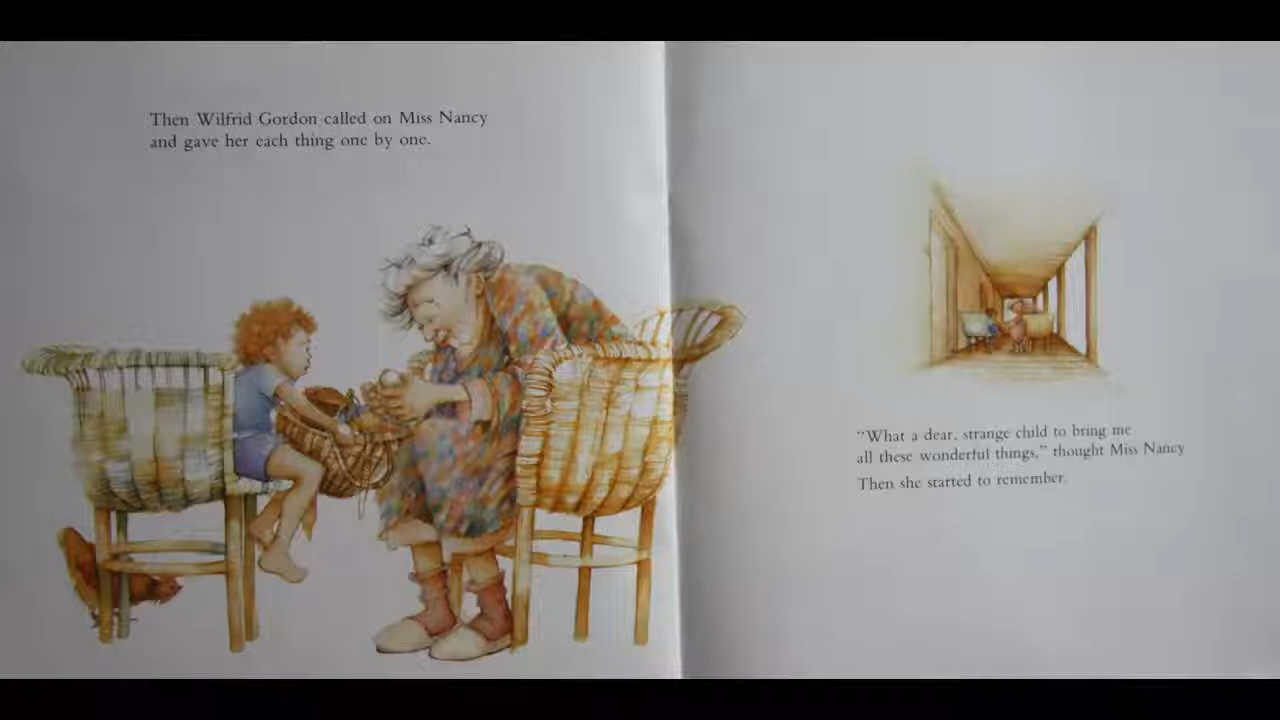 Then Wilfrid Gordon called on Miss Nancy
and gave her each thing one by one.
"What a dear, strange child to bring me
all these wonderful things," thought Miss Nancy
Then she started to remember.